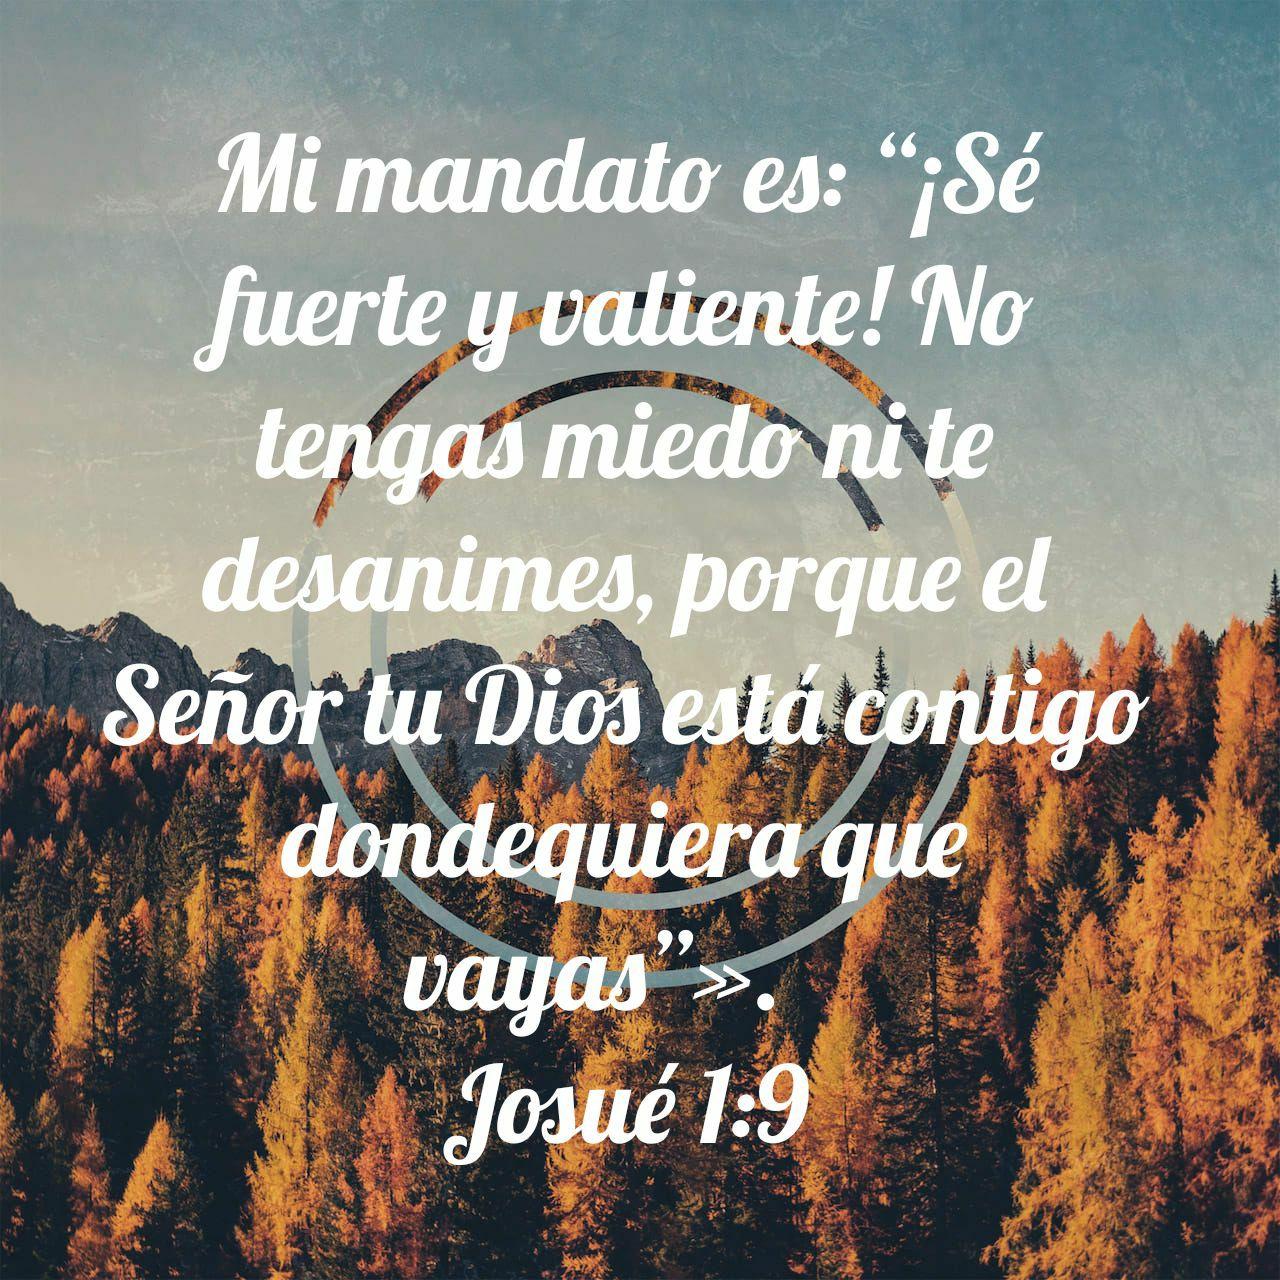 Mi mandato es: “¡Sé
fuerte y valiente! No
tengas miedo ni te
desanimes, porque el
Señor tu Dios está contigo
dondequiera que
vayas”».
Josué 1:9